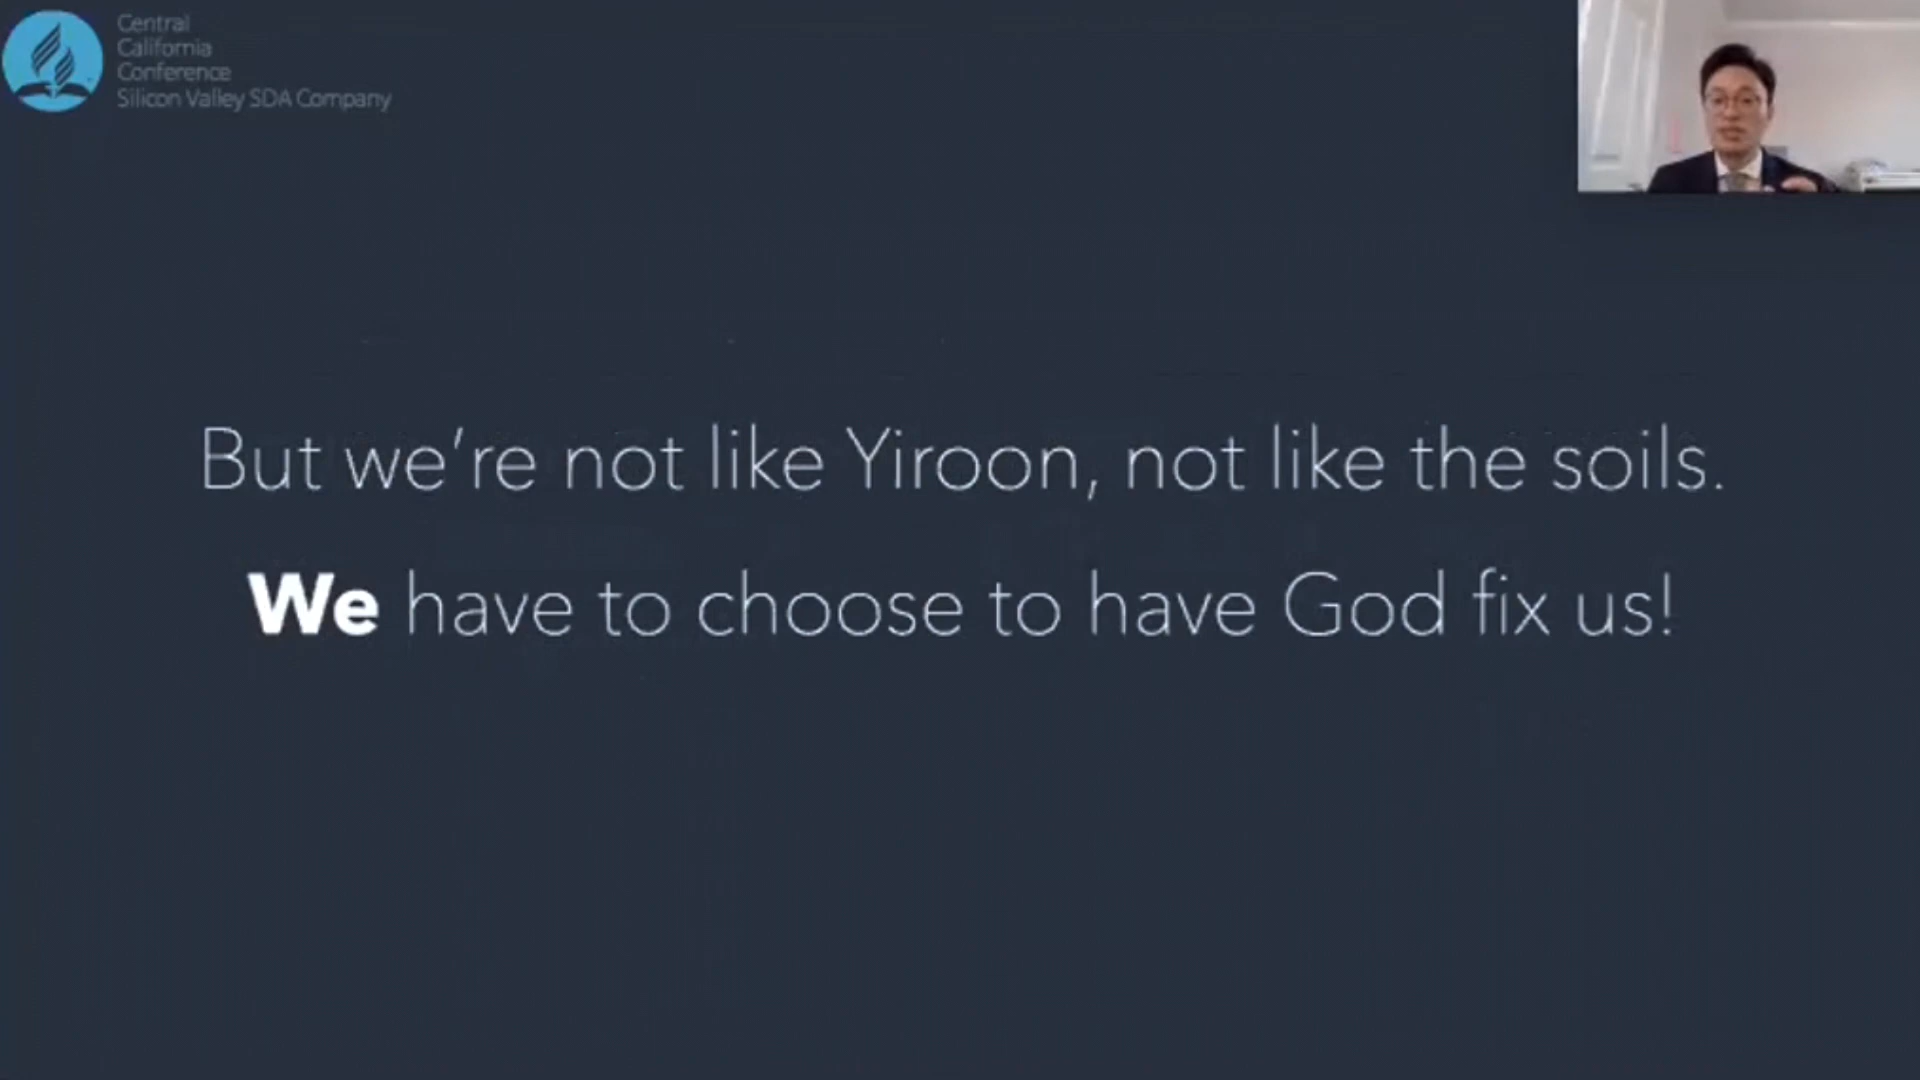 Central
California
Conference
Silicon Valley SDA Company
But we're not like Yiroon, not like the soils.
We have to choose to have God fix us!